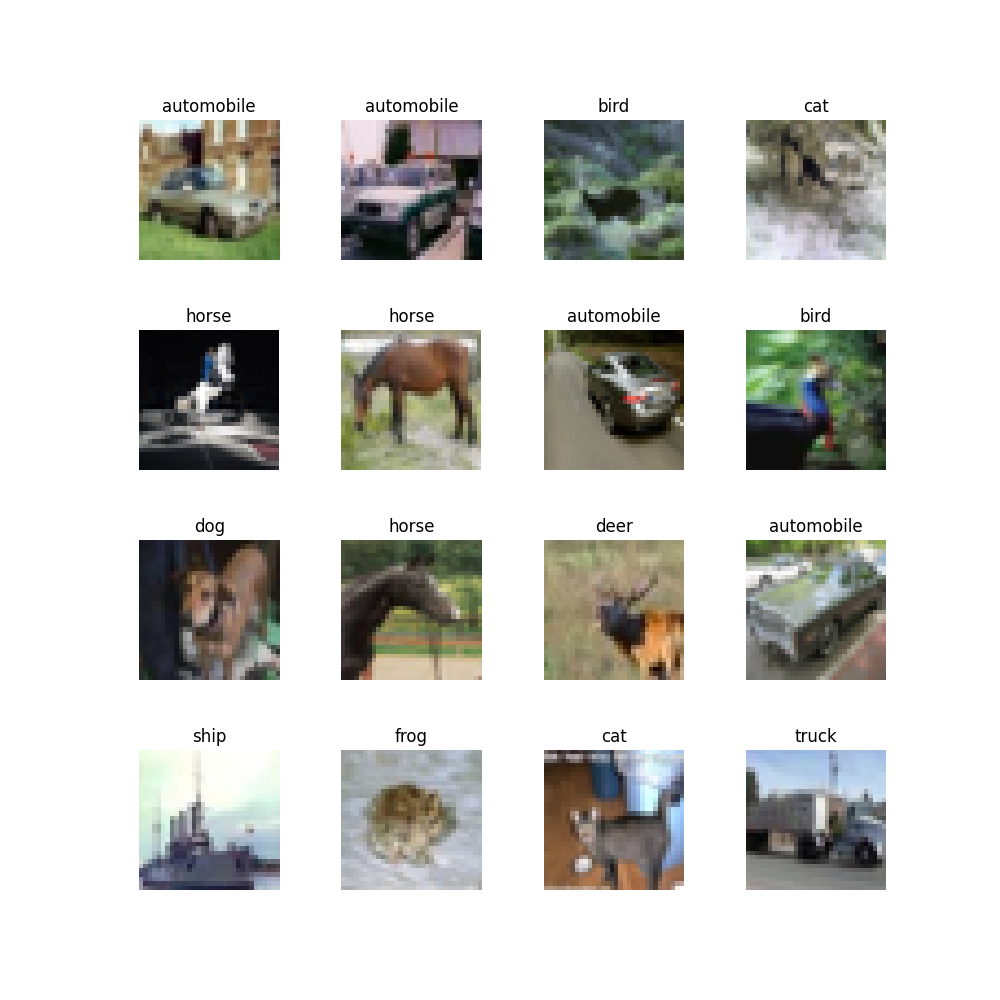 automobile
automobile
bird
cat
horse
horse
automobile
bird
dog
horse
deer
automobile
ship
frog
cat
truck